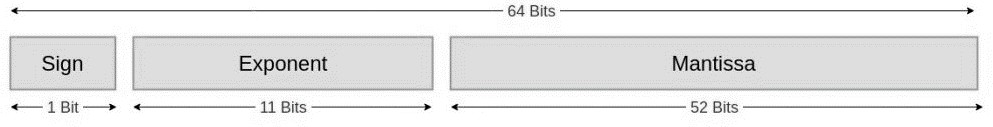 64 Bits
Sign Exponent Mantissa
1 Bit 11 Bits 52 Bits